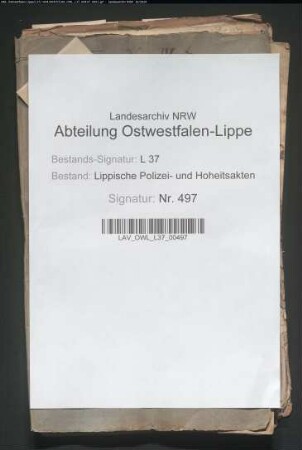 Landesarchiv NRW
Abteilung Ostwestfalen-Lippe
Bestands-Signatur: L 37
Bestand: Lippische Polizei- und Hoheitsakten
Signatur: Nr. 497
LAV_OWL_L37_00497